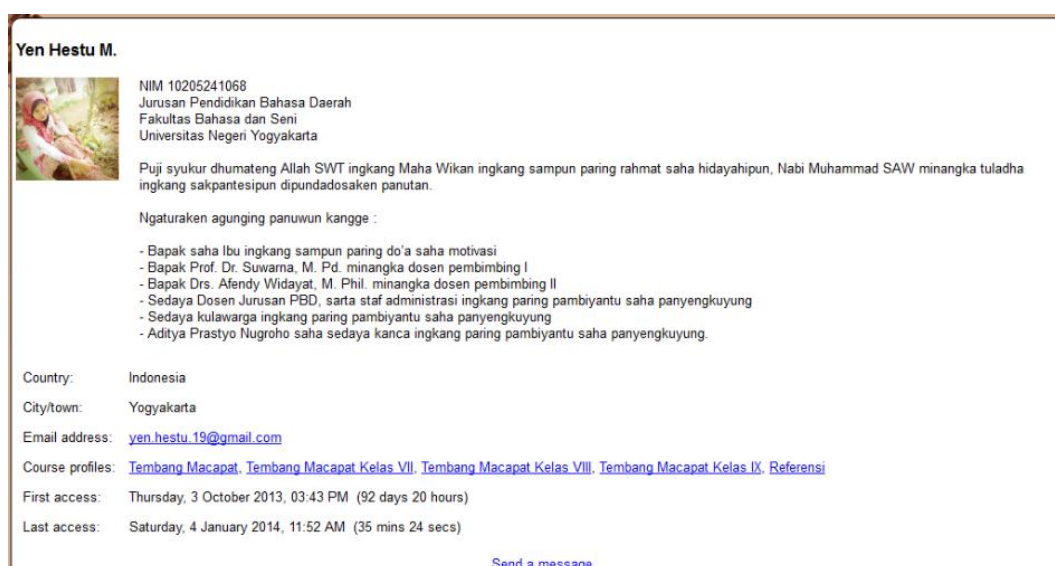 Yen Hestu M.
NIM 10205241068
Jurusan Pendidikan Bahasa Daerah
Fakultas Bahasa dan Seni
Universitas Negeri Yogyakarta
Puji syukur dhumateng Allah SWT ingkang Maha Wikan ingkang sampun paring rahmat saha hidayahipun, Nabi Muhammad SAW minangka tuladha
ingkang sakpantesipun dipundadosaken panutan.
Ngaturaken agunging panuwun kangge :
- Bapak saha Ibu ingkang sampun paring do'a saha motivasi
- Bapak Prof. Dr. Suwarna, M. Pd. minangka dosen pembimbing I
- Bapak Drs. Afendy Widayat, M. Phil. minangka dosen pembimbing II
- Sedaya Dosen Jurusan PBD, sarta staf administrasi ingkang paring pambiyantu saha panyengkuyung
- Sedaya kulawarga ingkang paring pambiyantu saha panyengkuyung
- Aditya Prastyo Nugroho saha sedaya kanca ingkang paring pambiyantu saha panyengkuyung.
Country: Indonesia
City/town: Yogyakarta
Email address: yen.hestu.19@gmail.com
Course profiles: Tembang Macapat, Tembang Macapat Kelas VII, Tembang Macapat Kelas VIII, Tembang Macapat Kelas IX, Referensi
First access: Thursday, 3 October 2013, 03:43 PM (92 days 20 hours)
Last access: Saturday, 4 January 2014, 11:52 AM (35 mins 24 secs)
Send a message